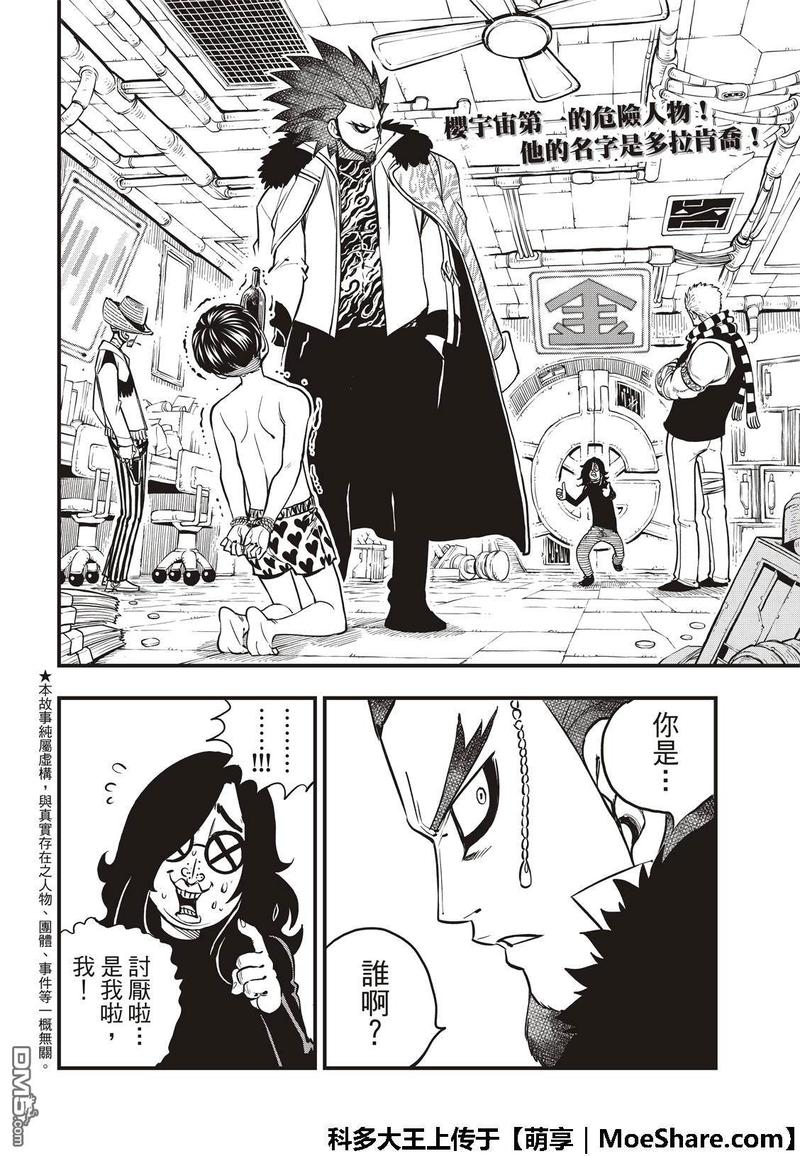 櫻宇宙第一的危險人物！
他的名字是多拉肯喬！
金
你是…
誰啊？
………
………!!!
討厭啦…
是我啦，
我！
★本故事純屬虛構，與真實存在之人物、團體、事件等一概無關。
DM5.com
科多大王上传于【萌享｜MoeShare.com】